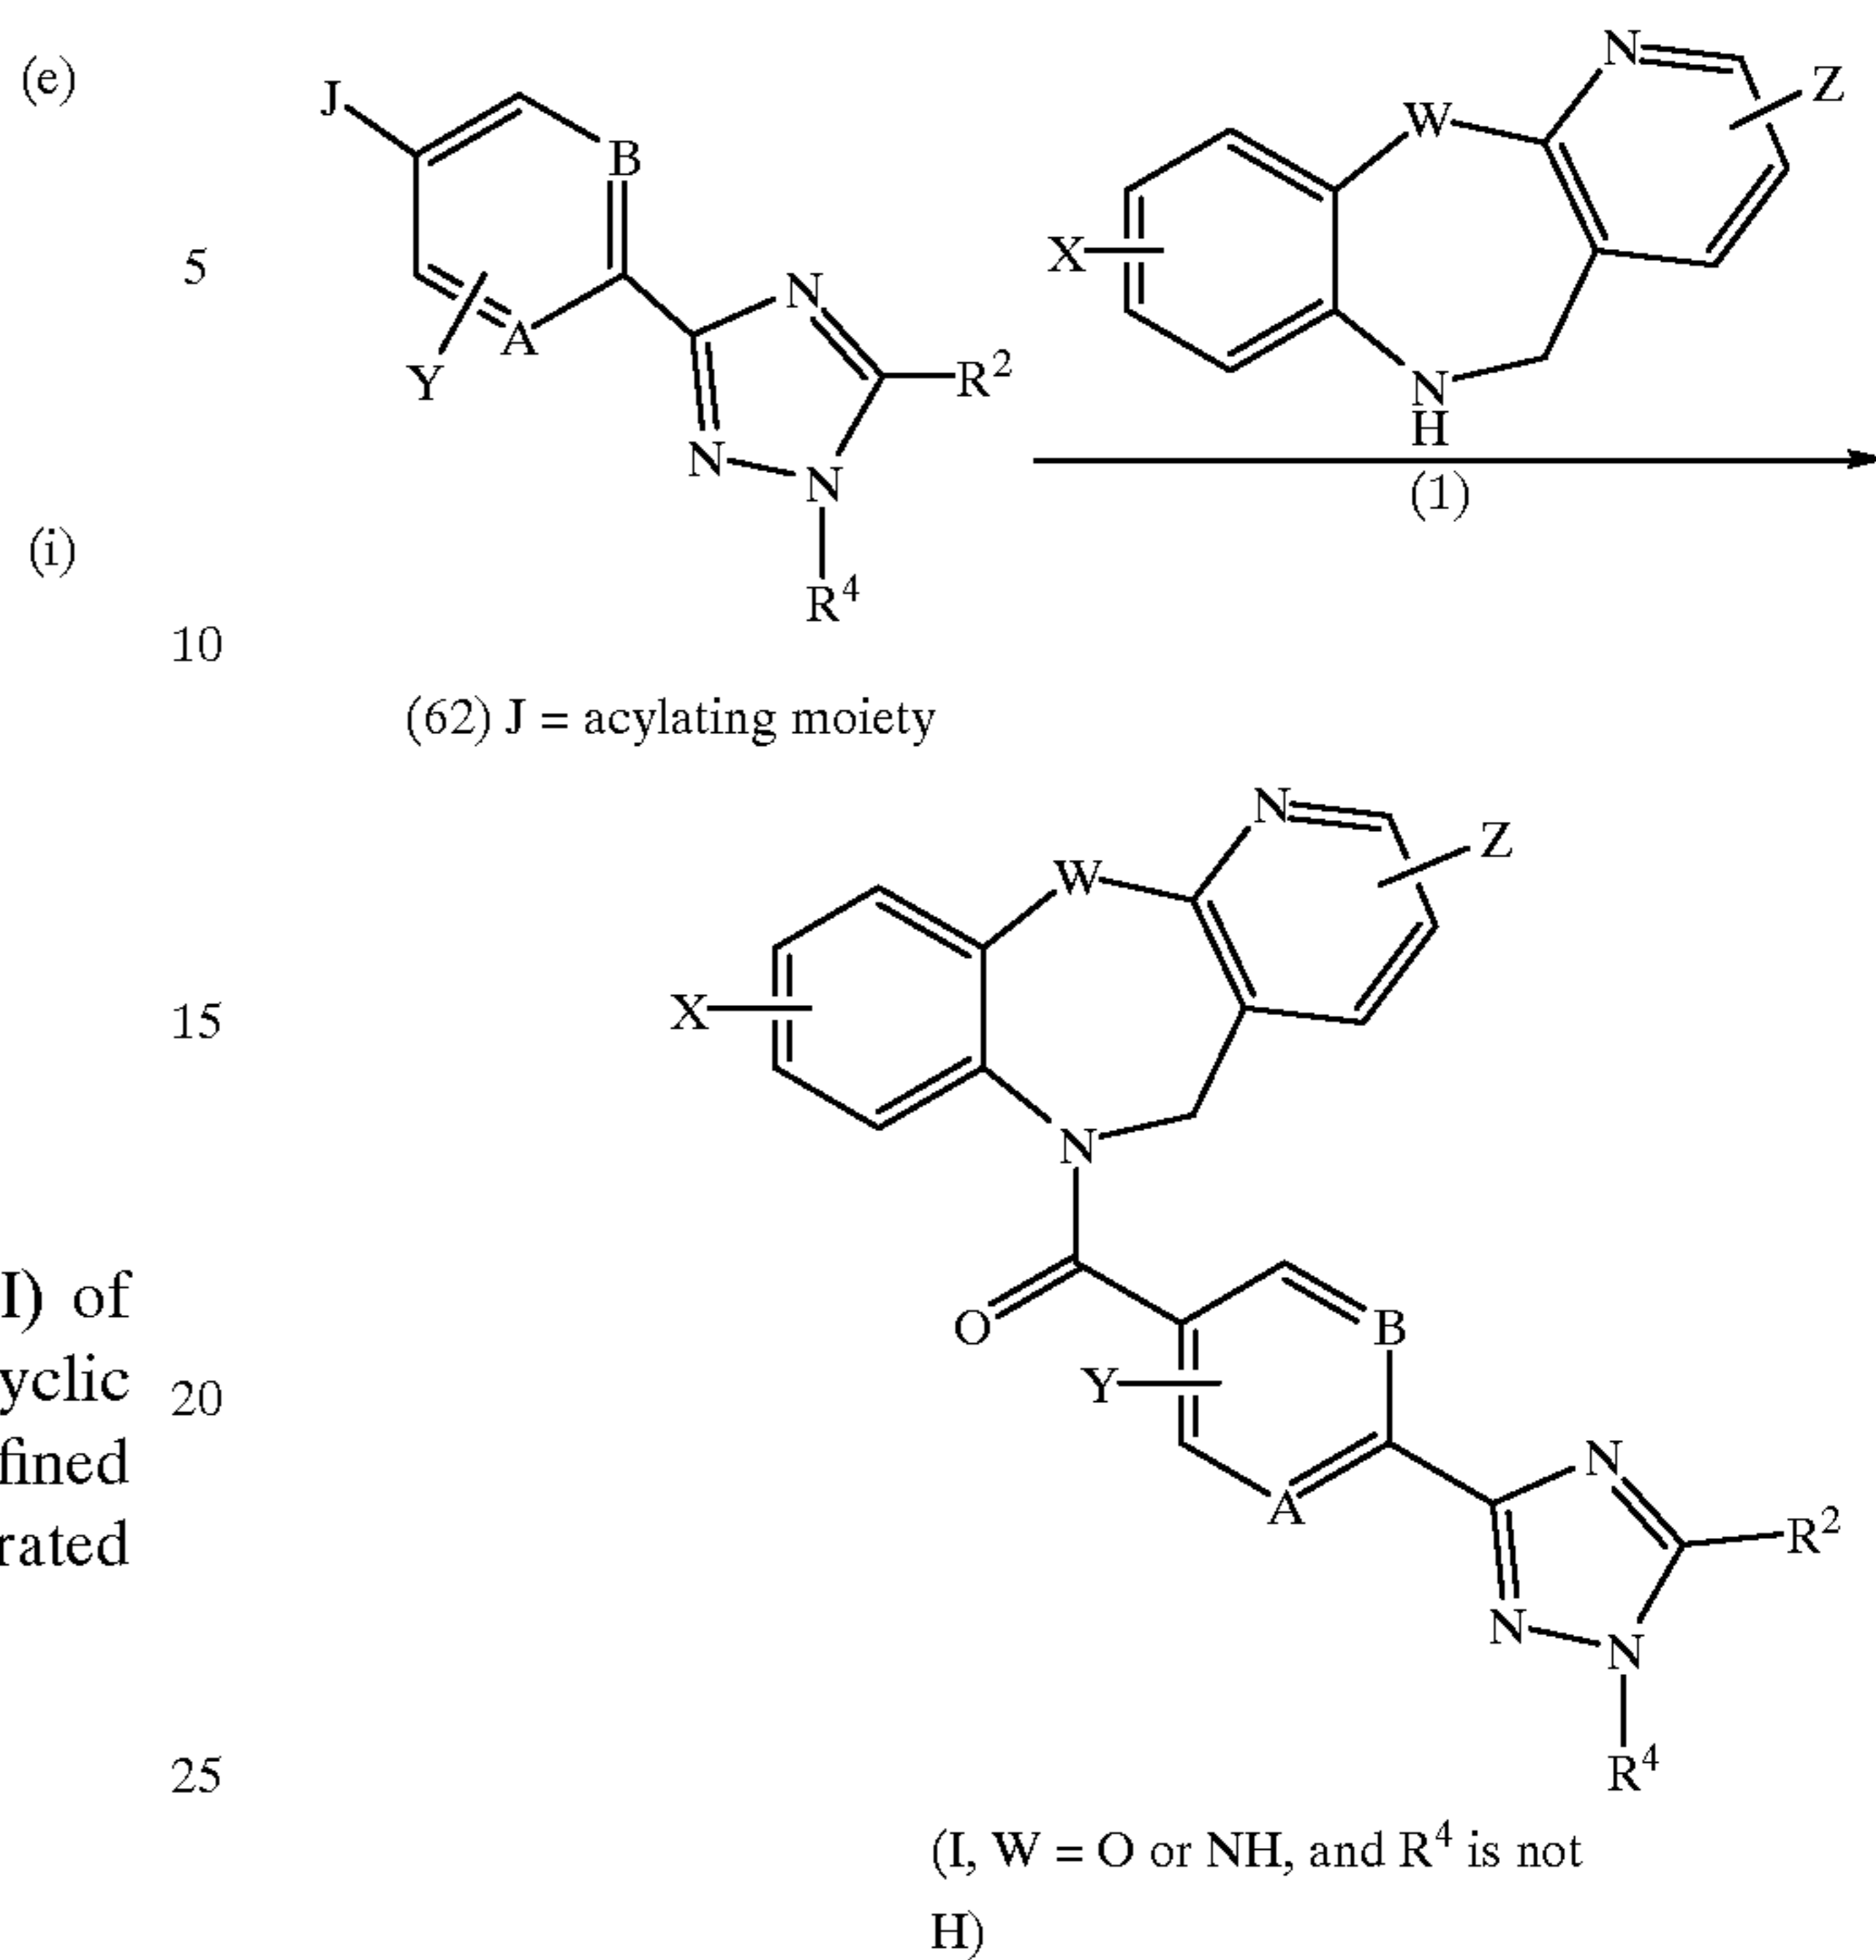 (e)
J
B
A
Y
N
R²
N
N
R⁴
N
Z
W
X
N
H
(1)
5
(i)
10
(62) J = acylating moiety
N
Z
W
X
15
N
O
B
Y
A
N
R²
N
N
R⁴
I) of
yclic
20
fined
rated
25
(I, W = O or NH, and R⁴ is not
H)